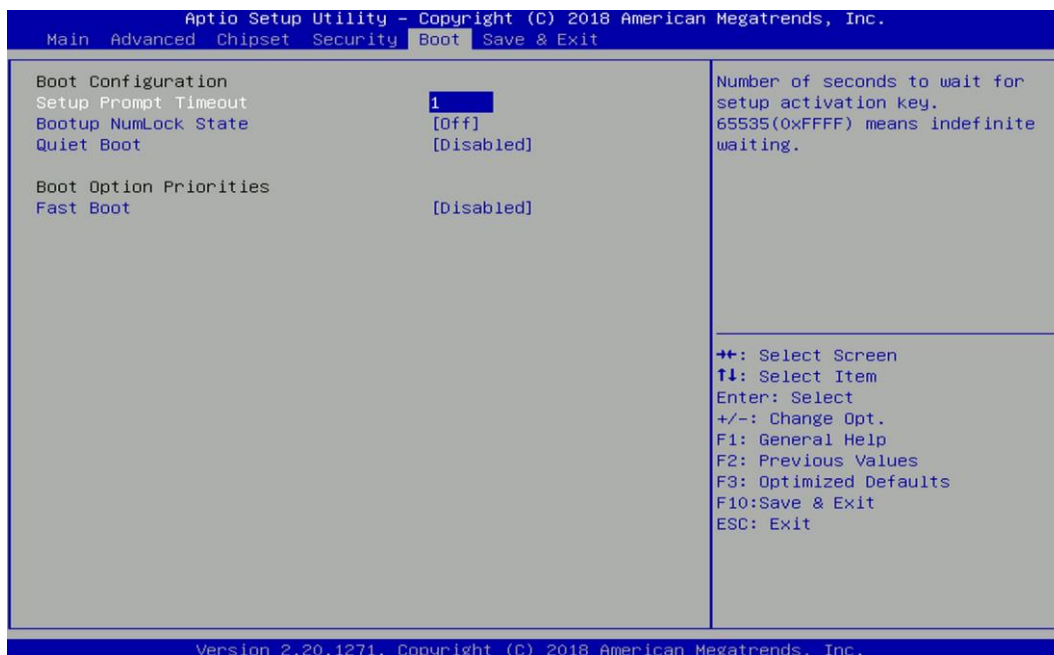 Aptio Setup Utility – Copyright (C) 2018 American Megatrends, Inc.
Main Advanced Chipset Security Boot Save & Exit
Boot Configuration
Setup Prompt Timeout 1
Bootup NumLock State [Off]
Quiet Boot [Disabled]
Boot Option Priorities
Fast Boot [Disabled]
Number of seconds to wait for
setup activation key.
65535(0xFFFF) means indefinite
waiting.
→←: Select Screen
↑↓: Select Item
Enter: Select
+/-: Change Opt.
F1: General Help
F2: Previous Values
F3: Optimized Defaults
F10:Save & Exit
ESC: Exit
Version 2.20.1271. Copyright (C) 2018 American Megatrends, Inc.